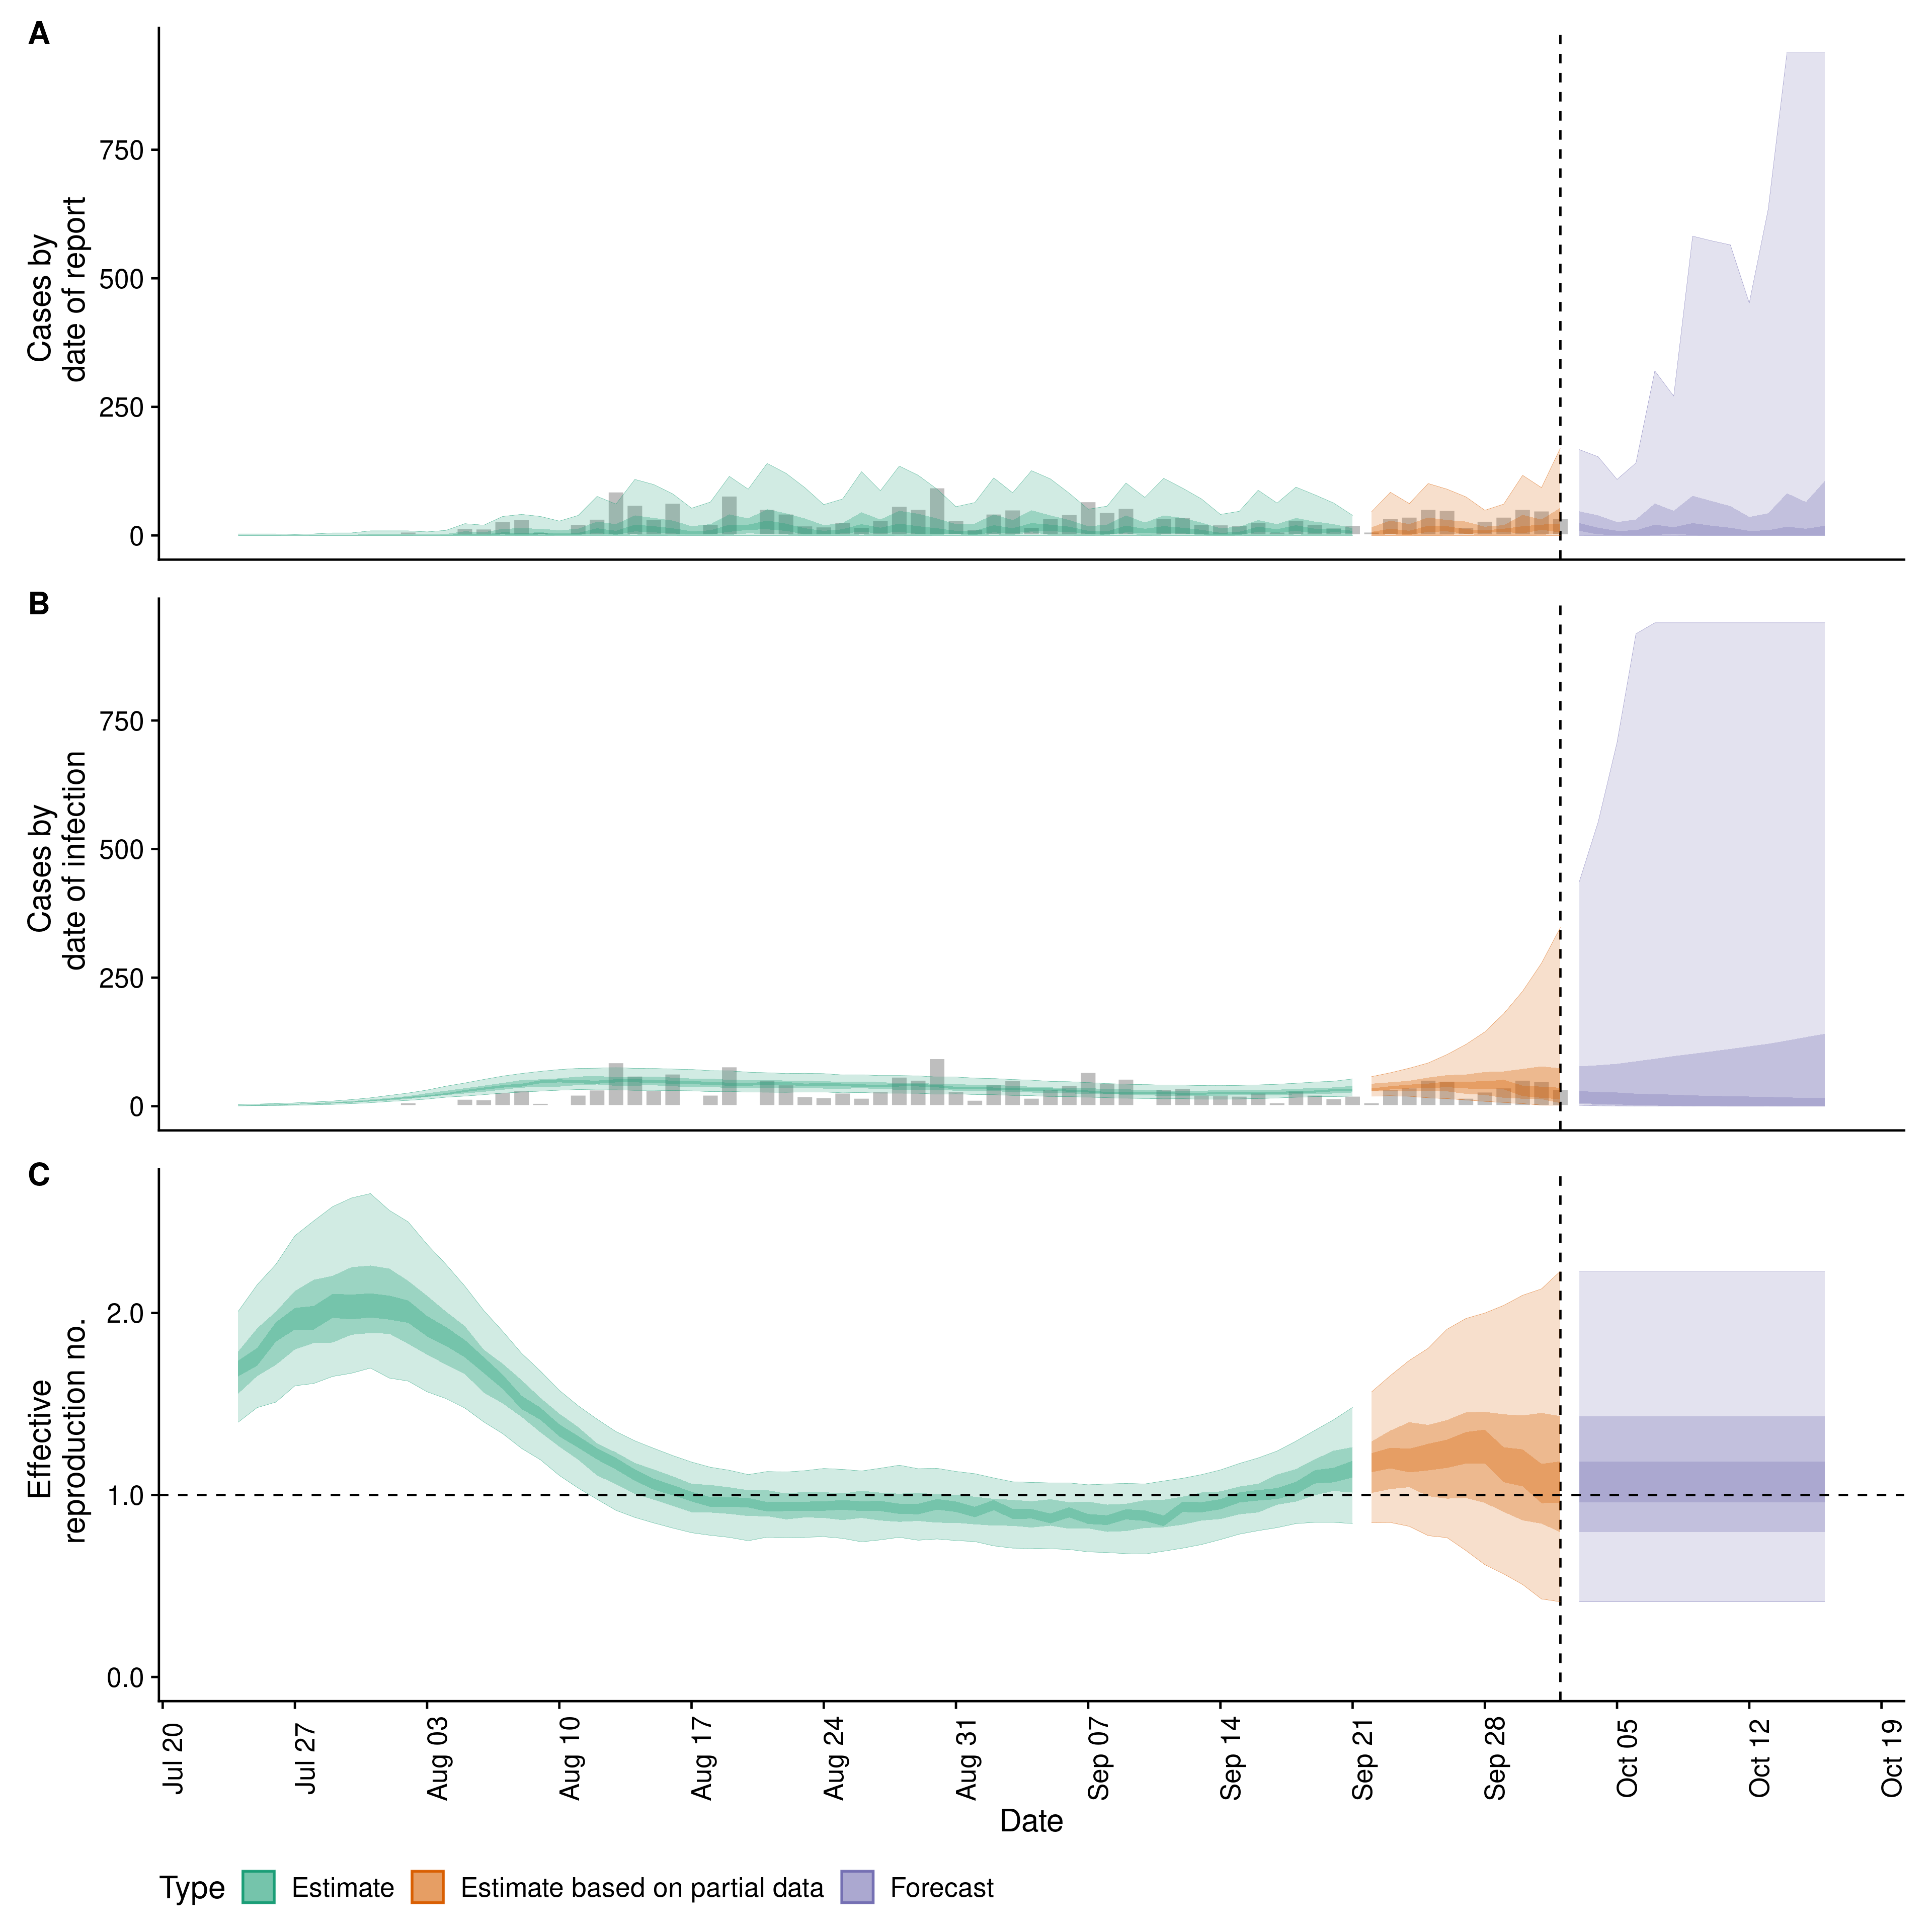 A
Cases by
date of report
750
500
250
0
B
Cases by
date of infection
750
500
250
0
C
Effective
reproduction no.
2.0
1.0
0.0
Jul 20
Jul 27
Aug 03
Aug 10
Aug 17
Aug 24
Aug 31
Sep 07
Sep 14
Sep 21
Sep 28
Oct 05
Oct 12
Oct 19
Date
Type Estimate Estimate based on partial data Forecast